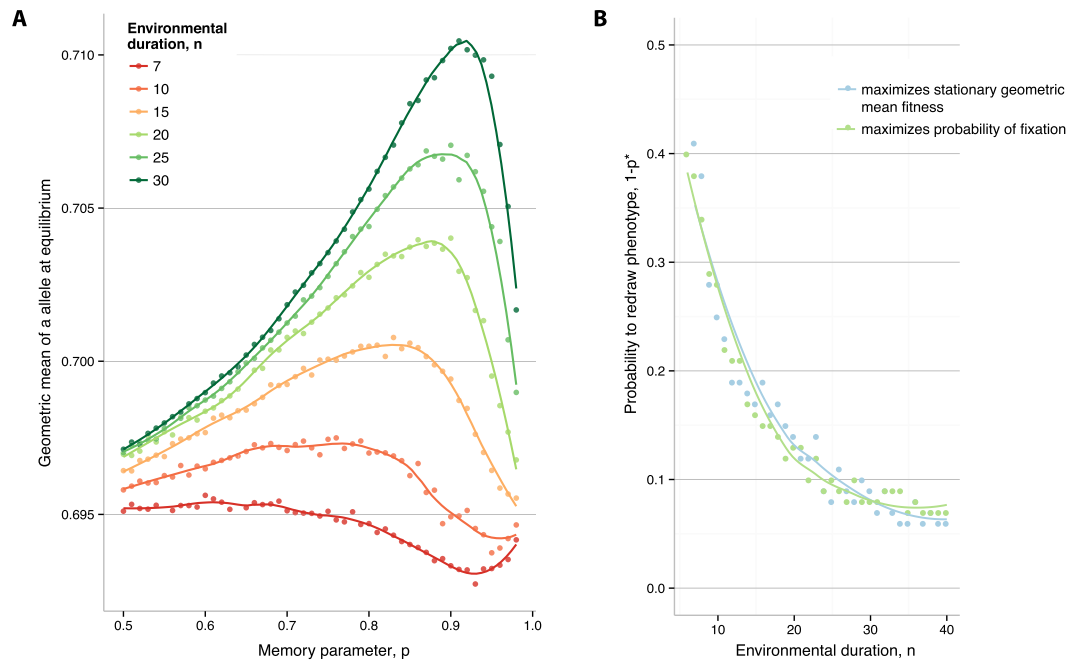 A
Environmental
duration, n
7
10
15
20
25
30
0.710
0.705
0.700
0.695
Geometric mean of a allele at equilibrium
0.5
0.6
0.7
0.8
0.9
1.0
Memory parameter, p
B
maximizes stationary geometric
mean fitness
maximizes probability of fixation
0.5
0.4
0.3
0.2
0.1
0.0
Probability to redraw phenotype, 1-p*
10
20
30
40
Environmental duration, n